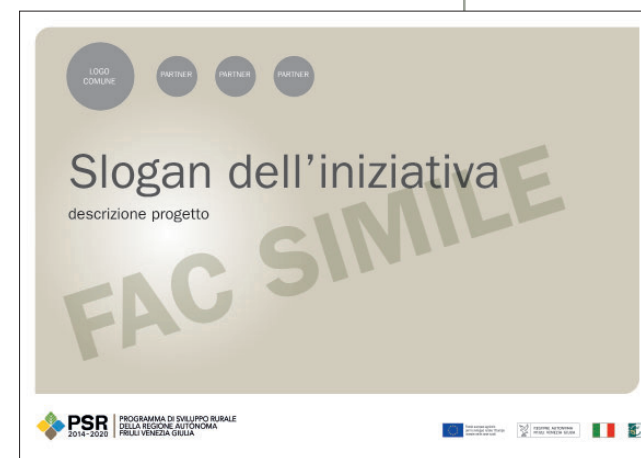 LOGO
COMUNE
PARTNER
PARTNER
PARTNER
Slogan dell'iniziativa
descrizione progetto
FAC SIMILE
PSR
2014-2020
PROGRAMMA DI SVILUPPO RURALE
DELLA REGIONE AUTONOMA
FRIULI VENEZIA GIULIA
REGIONE AUTONOMA
FRIULI VENEZIA GIULIA